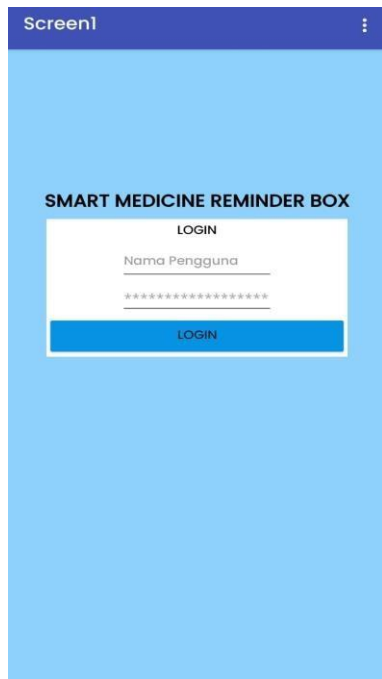 Screen1
SMART MEDICINE REMINDER BOX
LOGIN
Nama Pengguna
******************
LOGIN